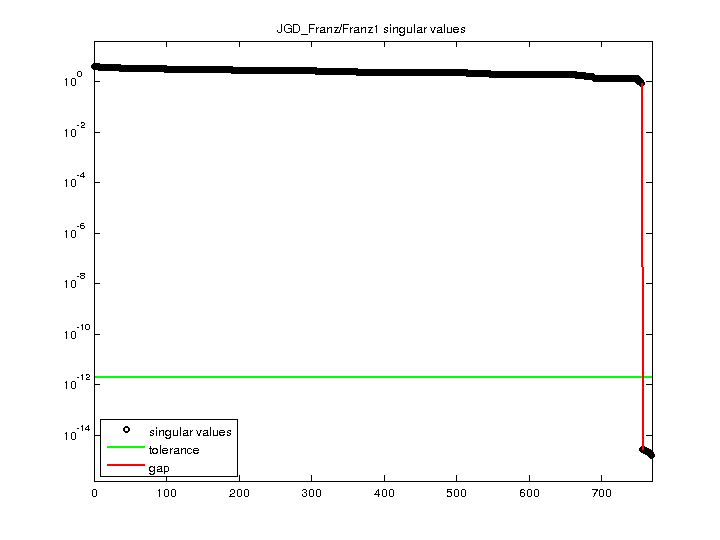 JGD_Franz/Franz1 singular values
10^0
10^-2
10^-4
10^-6
10^-8
10^-10
10^-12
10^-14
singular values
tolerance
gap
0 100 200 300 400 500 600 700